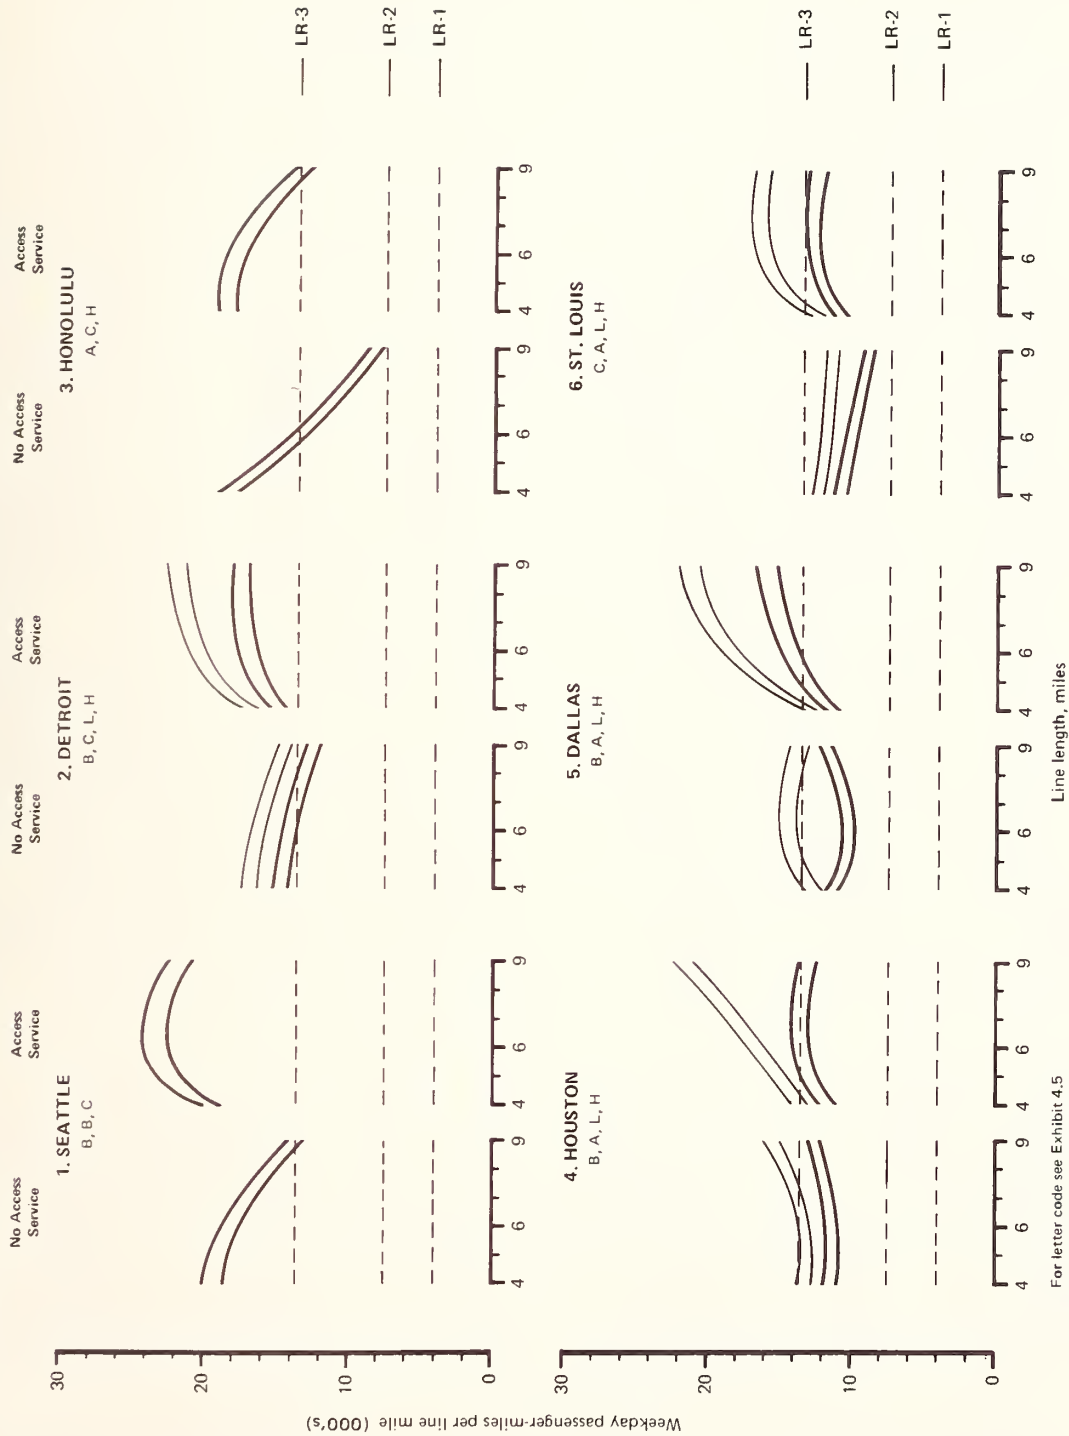 Weekday passenger-miles per line mile (000's)
30
20
10
0
No Access
Service
Access
Service
1. SEATTLE
B, B, C
4
6
9
4
6
9
No Access
Service
Access
Service
2. DETROIT
B, C, L, H
4
6
9
4
6
9
No Access
Service
Access
Service
3. HONOLULU
A, C, H
4
6
9
4
6
9
LR-3
LR-2
LR-1
30
20
10
0
4. HOUSTON
B, A, L, H
4
6
9
4
6
9
5. DALLAS
B, A, L, H
4
6
9
4
6
9
6. ST. LOUIS
C, A, L, H
4
6
9
4
6
9
LR-3
LR-2
LR-1
Line length, miles
For letter code see Exhibit 4.5